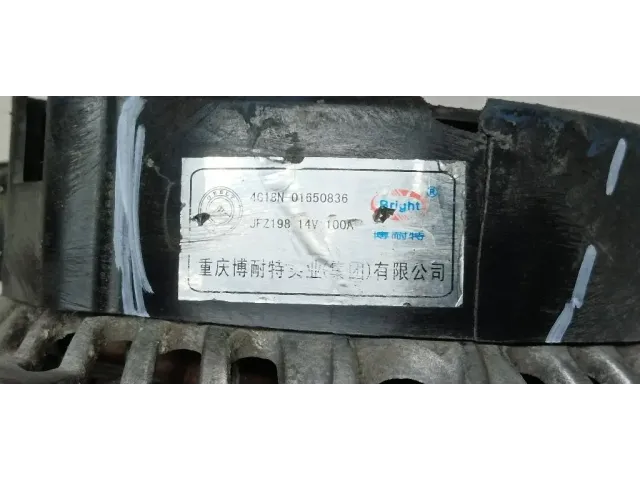 4G18N-01650836
JFZ198 14V 100A
Bright®
博耐特
重庆博耐特实业(集团)有限公司